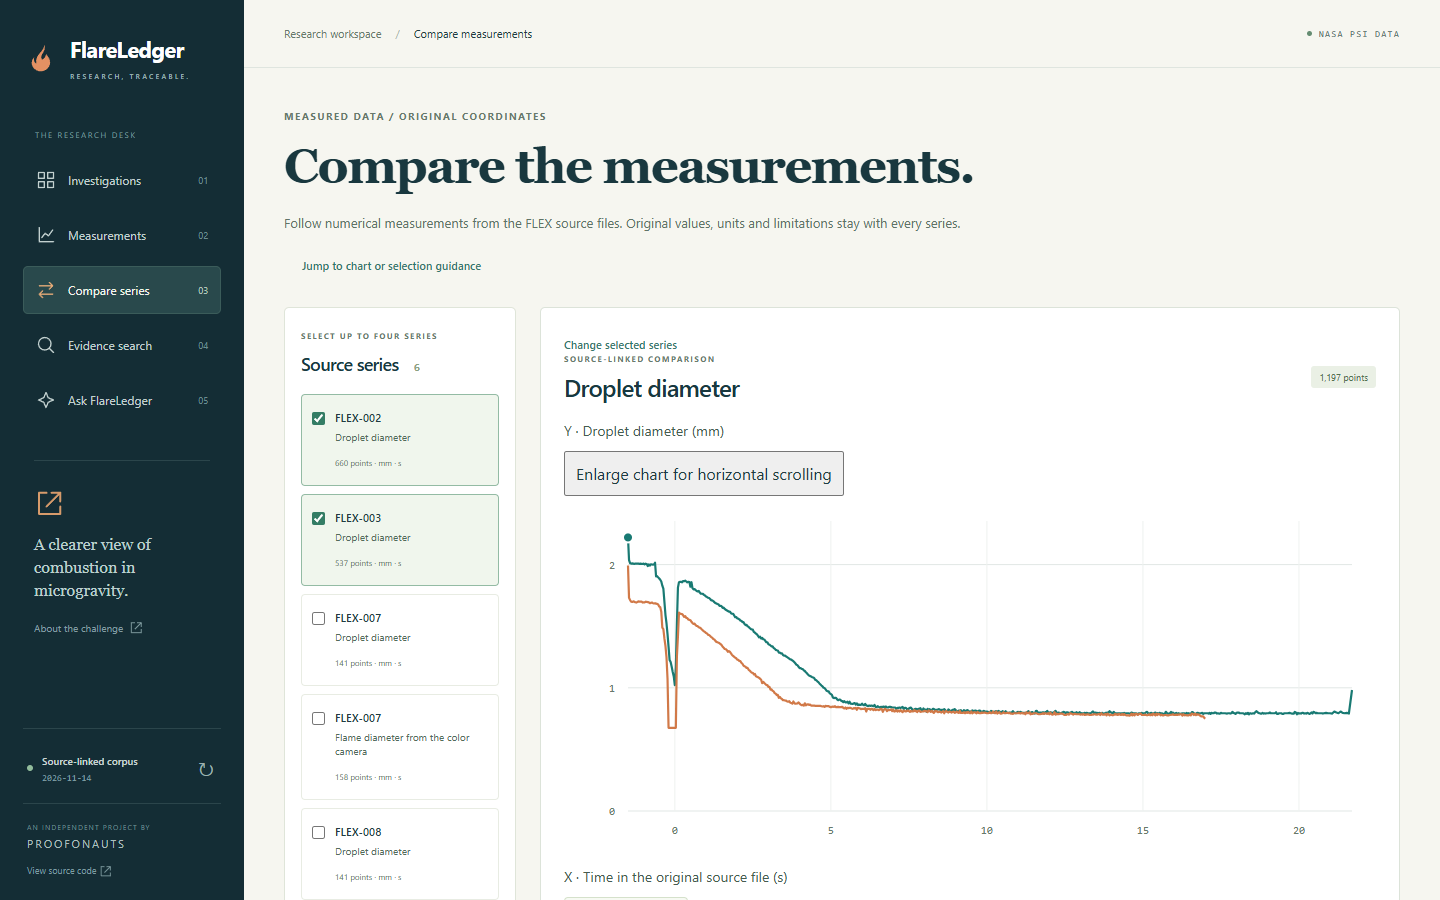 FlareLedger
RESEARCH, TRACEABLE.
THE RESEARCH DESK
Investigations 01
Measurements 02
Compare series 03
Evidence search 04
Ask FlareLedger 05
A clearer view of
combustion in
microgravity.
About the challenge
Source-linked corpus
2026-11-14
AN INDEPENDENT PROJECT BY
PROOFONAUTS
View source code
Research workspace / Compare measurements
NASA PSI DATA
MEASURED DATA / ORIGINAL COORDINATES
Compare the measurements.
Follow numerical measurements from the FLEX source files. Original values, units and limitations stay with every series.
Jump to chart or selection guidance
SELECT UP TO FOUR SERIES
Source series 6
FLEX-002
Droplet diameter
660 points · mm · s
FLEX-003
Droplet diameter
537 points · mm · s
FLEX-007
Droplet diameter
141 points · mm · s
FLEX-007
Flame diameter from the color
camera
158 points · mm · s
FLEX-008
Droplet diameter
141 points · mm · s
Change selected series
SOURCE-LINKED COMPARISON
Droplet diameter
1,197 points
Y · Droplet diameter (mm)
Enlarge chart for horizontal scrolling
2
1
0
0 5 10 15 20
X · Time in the original source file (s)